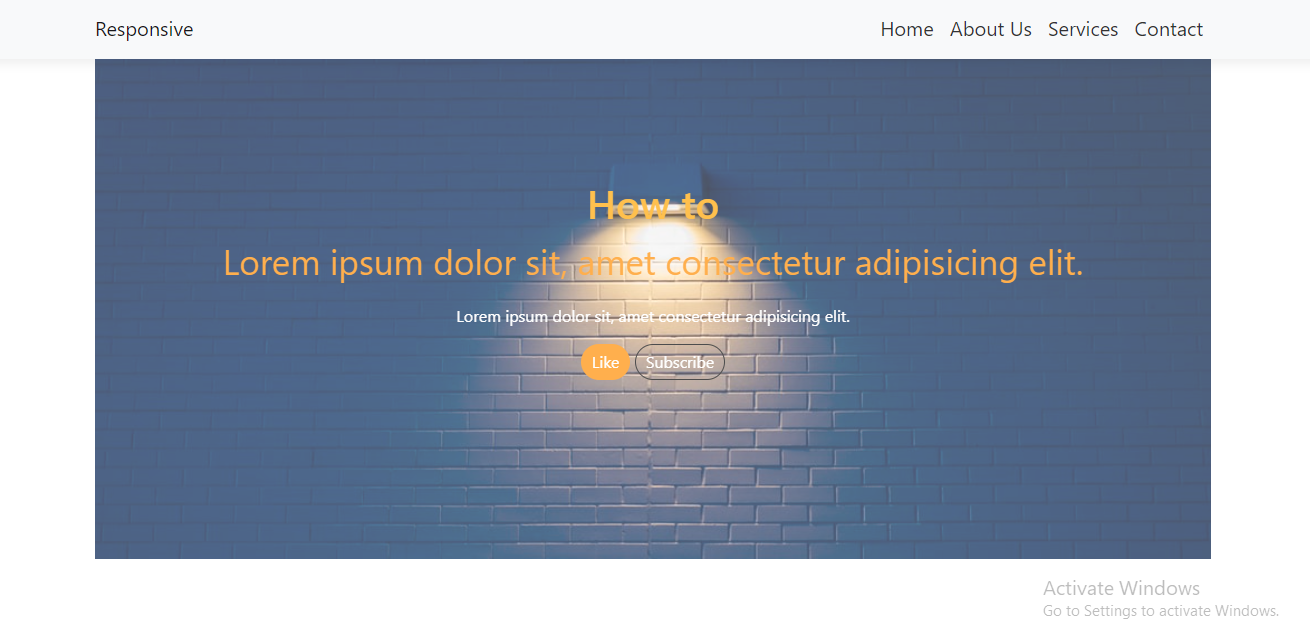 Responsive Home About Us Services Contact
How to
Lorem ipsum dolor sit, amet consectetur adipisicing elit.
Lorem ipsum dolor sit, amet consectetur adipisicing elit.
Like Subscribe
Activate Windows
Go to Settings to activate Windows.